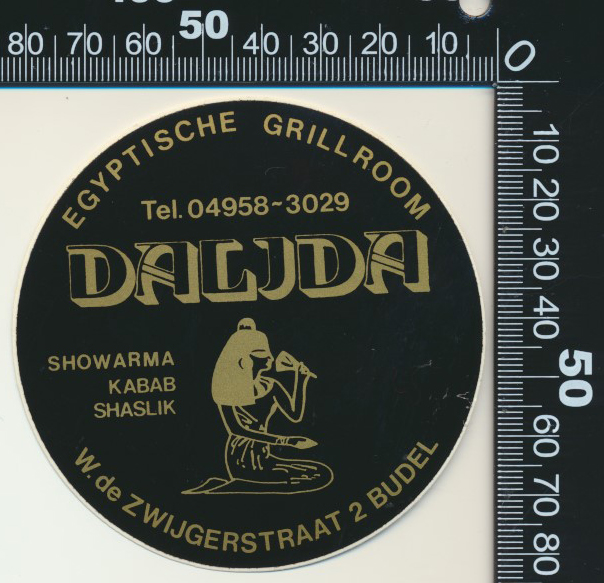 80 70 60 50 40 30 20 10 0
10 20 30 40 50 60 70 80
EGYPTISCHE GRILLROOM
Tel. 04958~3029
DALIDA
SHOWARMA
KABAB
SHASLIK
W. de ZWIJGERSTRAAT 2 BUDEL